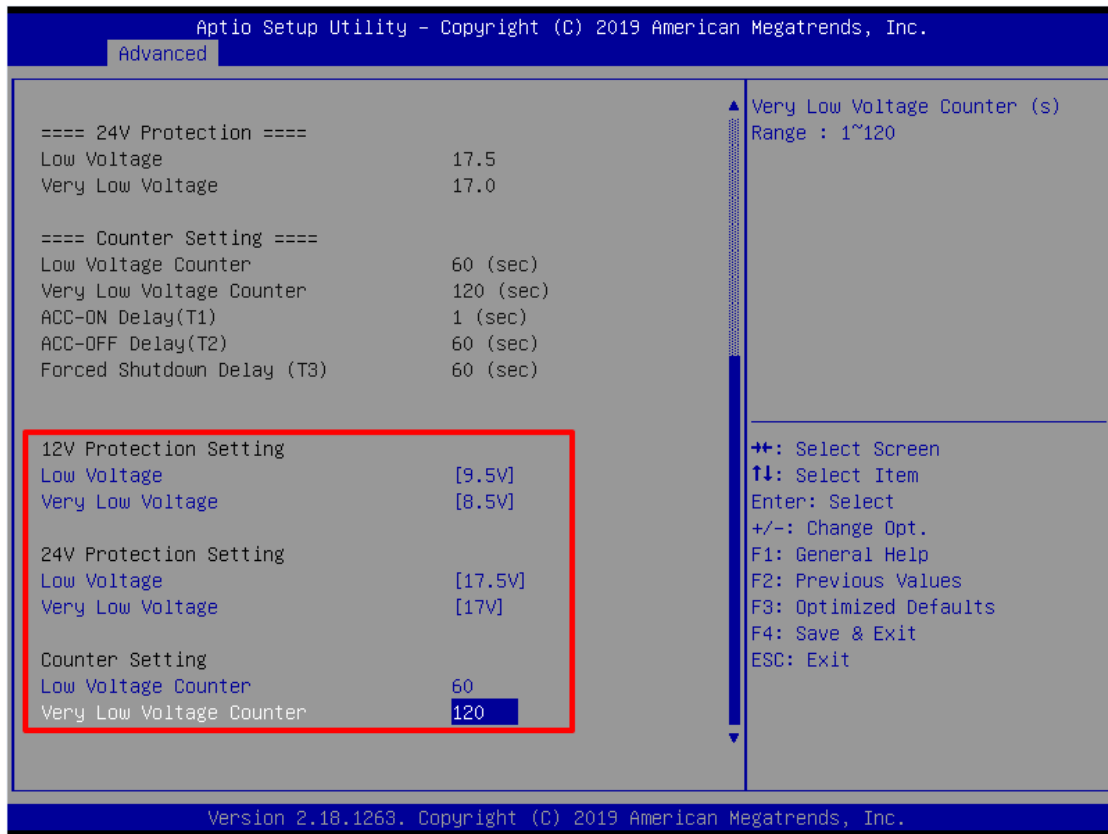 Aptio Setup Utility – Copyright (C) 2019 American Megatrends, Inc.
Advanced
==== 24V Protection ====
Low Voltage 17.5
Very Low Voltage 17.0
==== Counter Setting ====
Low Voltage Counter 60 (sec)
Very Low Voltage Counter 120 (sec)
ACC-ON Delay(T1) 1 (sec)
ACC-OFF Delay(T2) 60 (sec)
Forced Shutdown Delay (T3) 60 (sec)
12V Protection Setting
Low Voltage [9.5V]
Very Low Voltage [8.5V]
24V Protection Setting
Low Voltage [17.5V]
Very Low Voltage [17V]
Counter Setting
Low Voltage Counter 60
Very Low Voltage Counter 120
Very Low Voltage Counter (s)
Range : 1~120
→←: Select Screen
↑↓: Select Item
Enter: Select
+/-: Change Opt.
F1: General Help
F2: Previous Values
F3: Optimized Defaults
F4: Save & Exit
ESC: Exit
Version 2.18.1263. Copyright (C) 2019 American Megatrends, Inc.